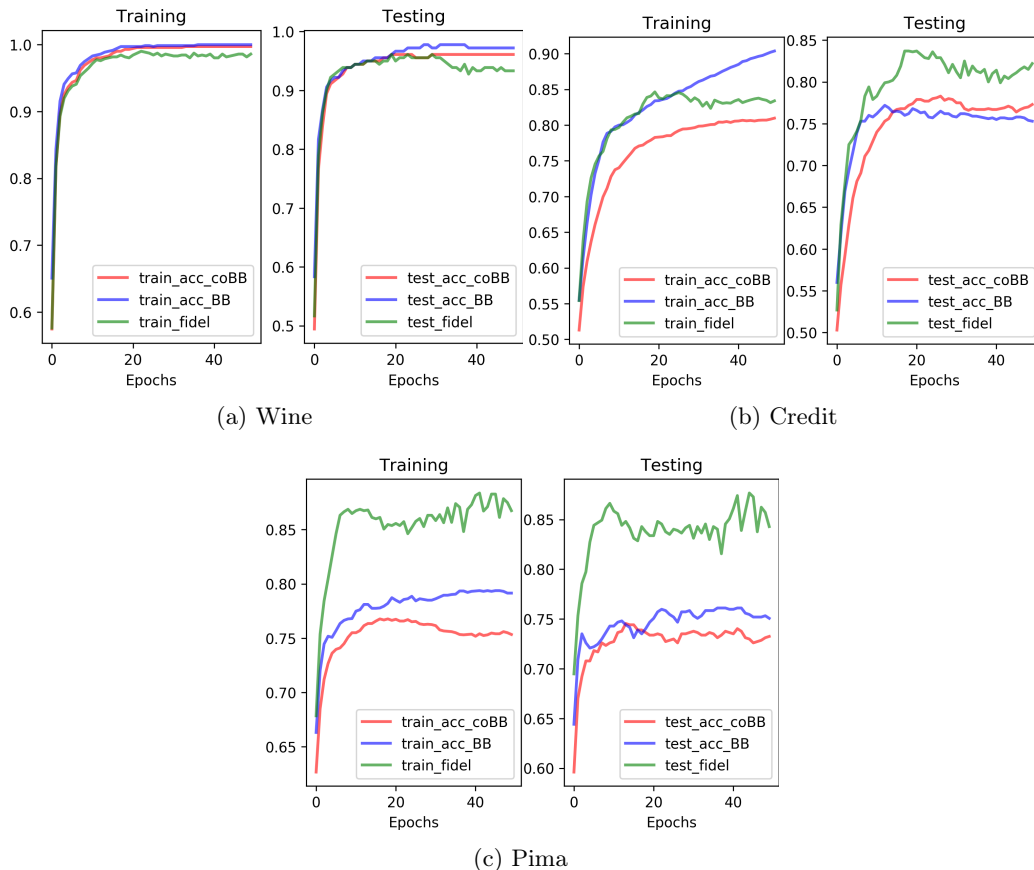 Training
1.0
0.9
0.8
0.7
0.6
train_acc_coBB
train_acc_BB
train_fidel
0
20
40
Epochs
Testing
1.0
0.9
0.8
0.7
0.6
0.5
test_acc_coBB
test_acc_BB
test_fidel
0
20
40
Epochs
(a) Wine
Training
0.90
0.85
0.80
0.75
0.70
0.65
0.60
0.55
0.50
train_acc_coBB
train_acc_BB
train_fidel
0
20
40
Epochs
Testing
0.85
0.80
0.75
0.70
0.65
0.60
0.55
0.50
test_acc_coBB
test_acc_BB
test_fidel
0
20
40
Epochs
(b) Credit
Training
0.85
0.80
0.75
0.70
0.65
train_acc_coBB
train_acc_BB
train_fidel
0
20
40
Epochs
Testing
0.85
0.80
0.75
0.70
0.65
0.60
test_acc_coBB
test_acc_BB
test_fidel
0
20
40
Epochs
(c) Pima